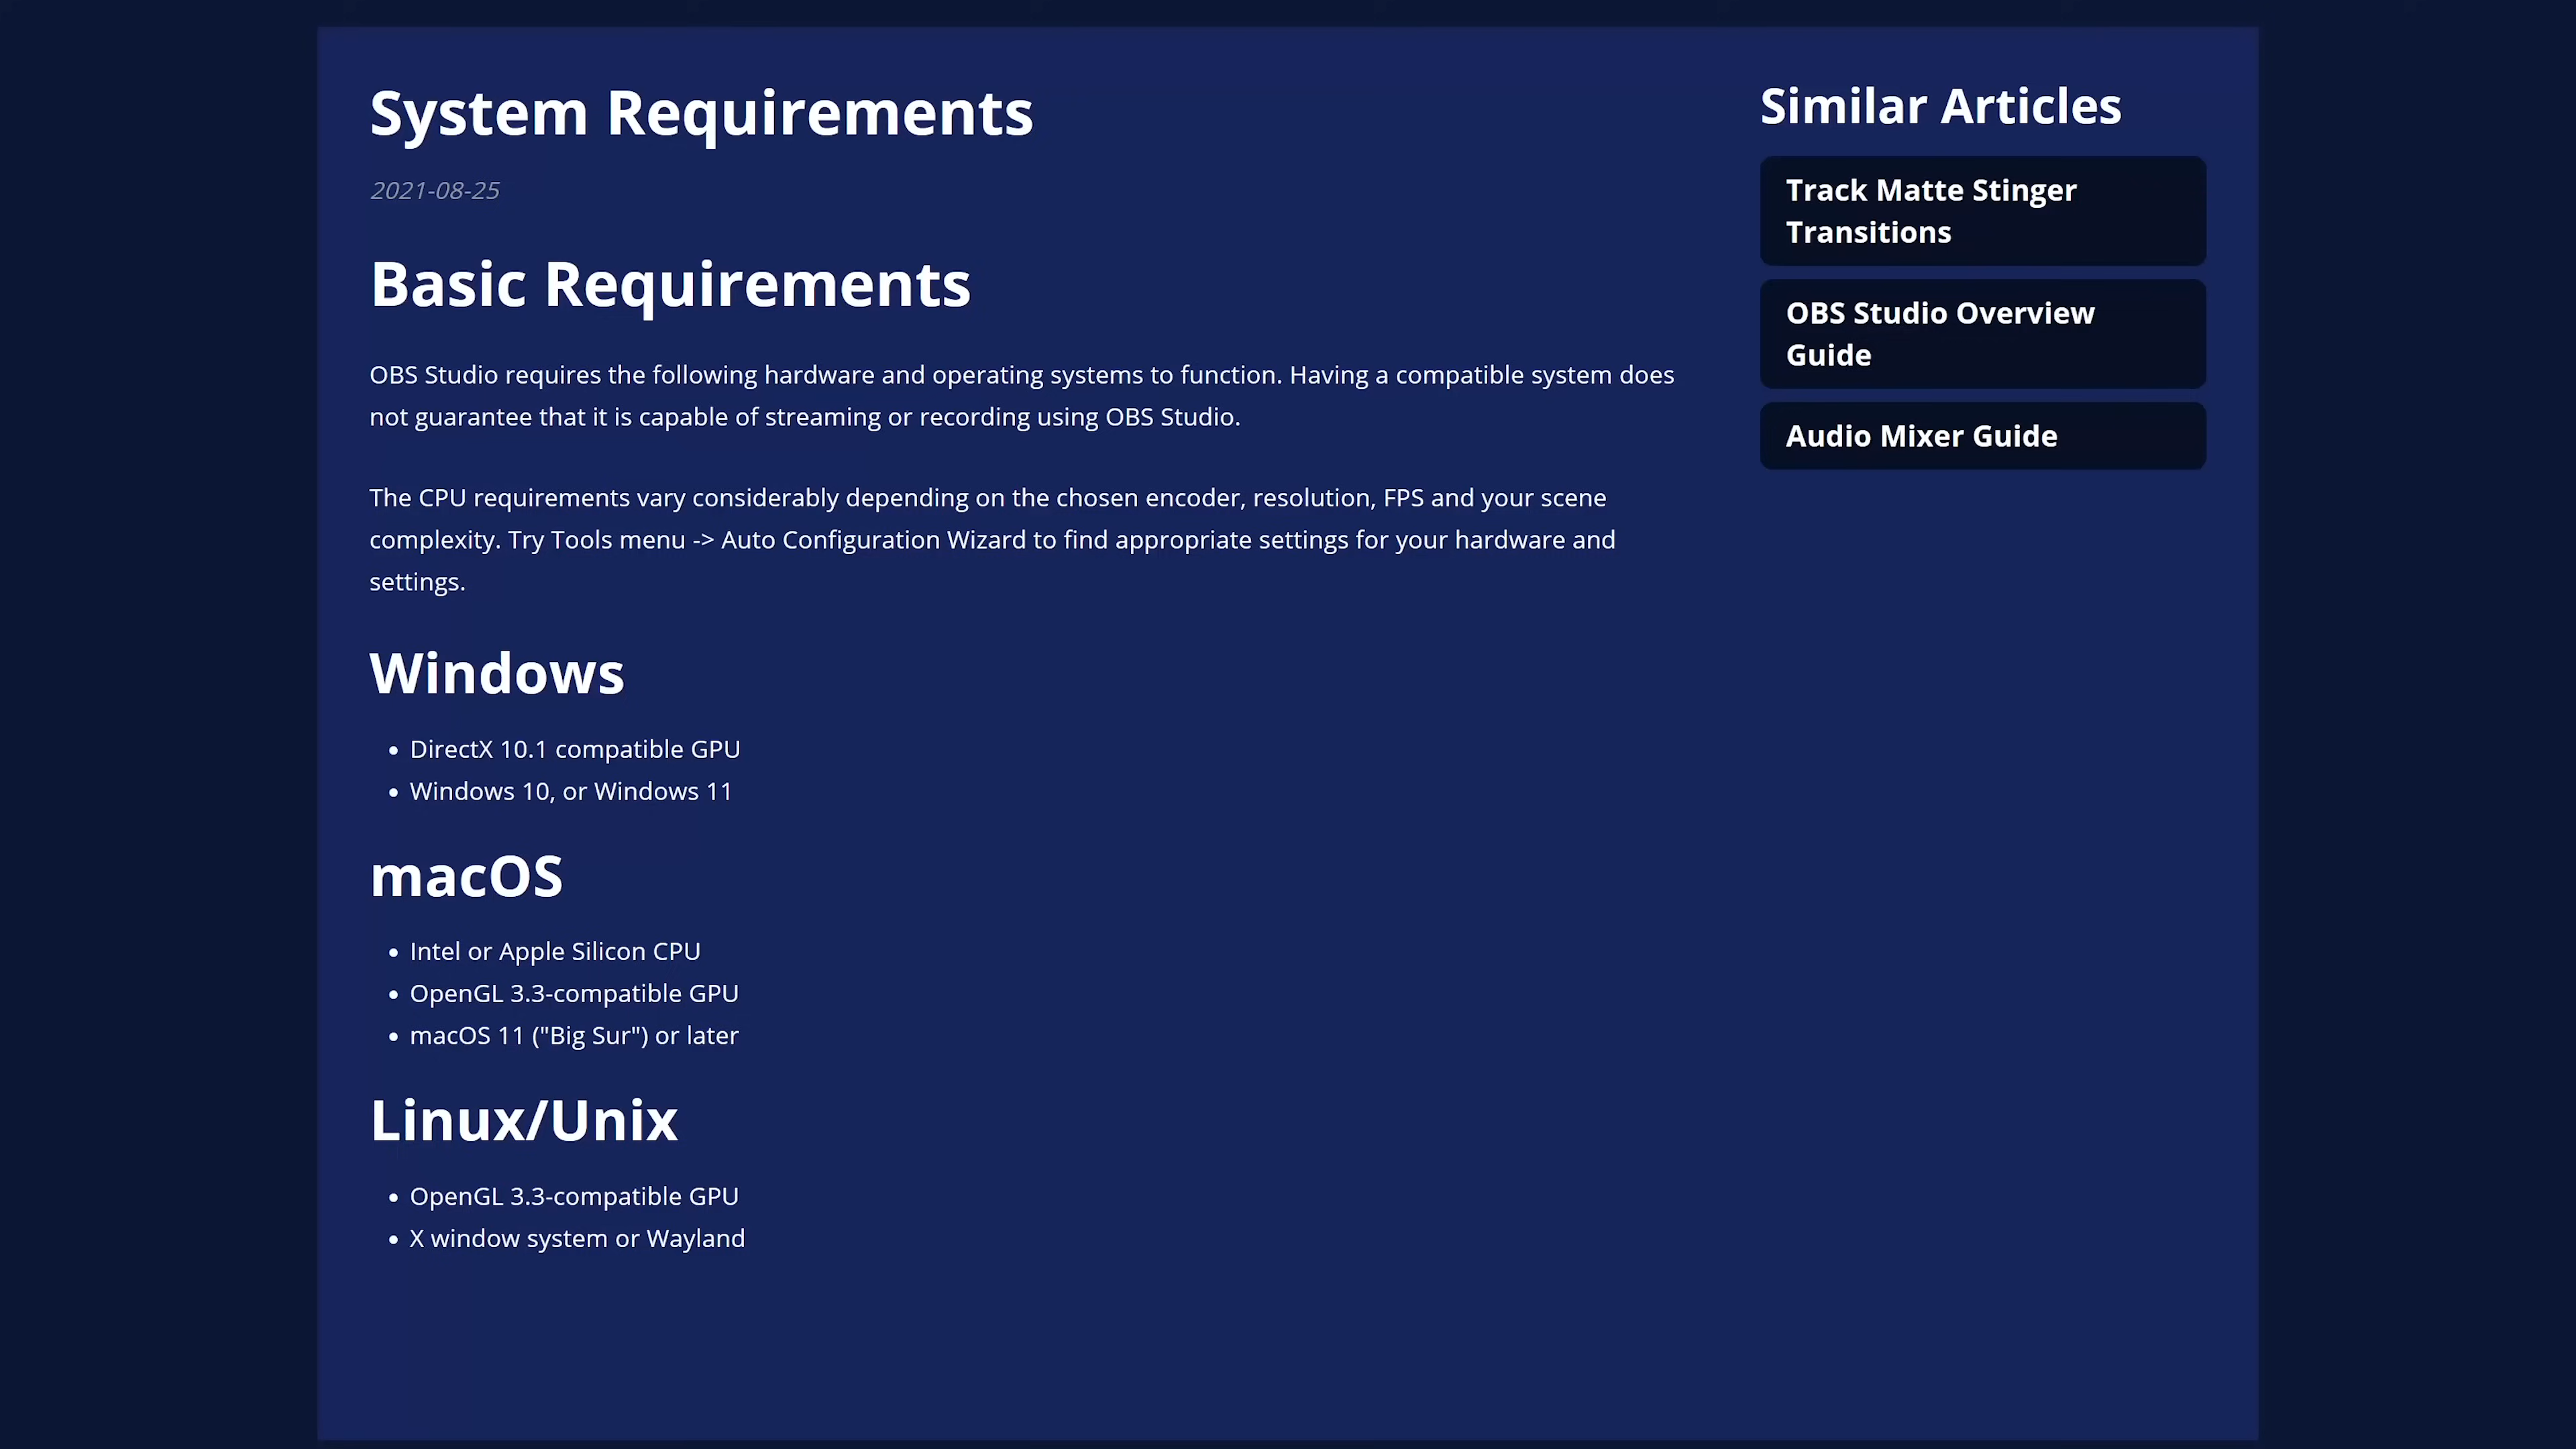 System Requirements
2021-08-25
Basic Requirements
OBS Studio requires the following hardware and operating systems to function. Having a compatible system does
not guarantee that it is capable of streaming or recording using OBS Studio.
The CPU requirements vary considerably depending on the chosen encoder, resolution, FPS and your scene
complexity. Try Tools menu -> Auto Configuration Wizard to find appropriate settings for your hardware and
settings.
Windows
• DirectX 10.1 compatible GPU
• Windows 10, or Windows 11
macOS
• Intel or Apple Silicon CPU
• OpenGL 3.3-compatible GPU
• macOS 11 ("Big Sur") or later
Linux/Unix
• OpenGL 3.3-compatible GPU
• X window system or Wayland
Similar Articles
Track Matte Stinger
Transitions
OBS Studio Overview
Guide
Audio Mixer Guide